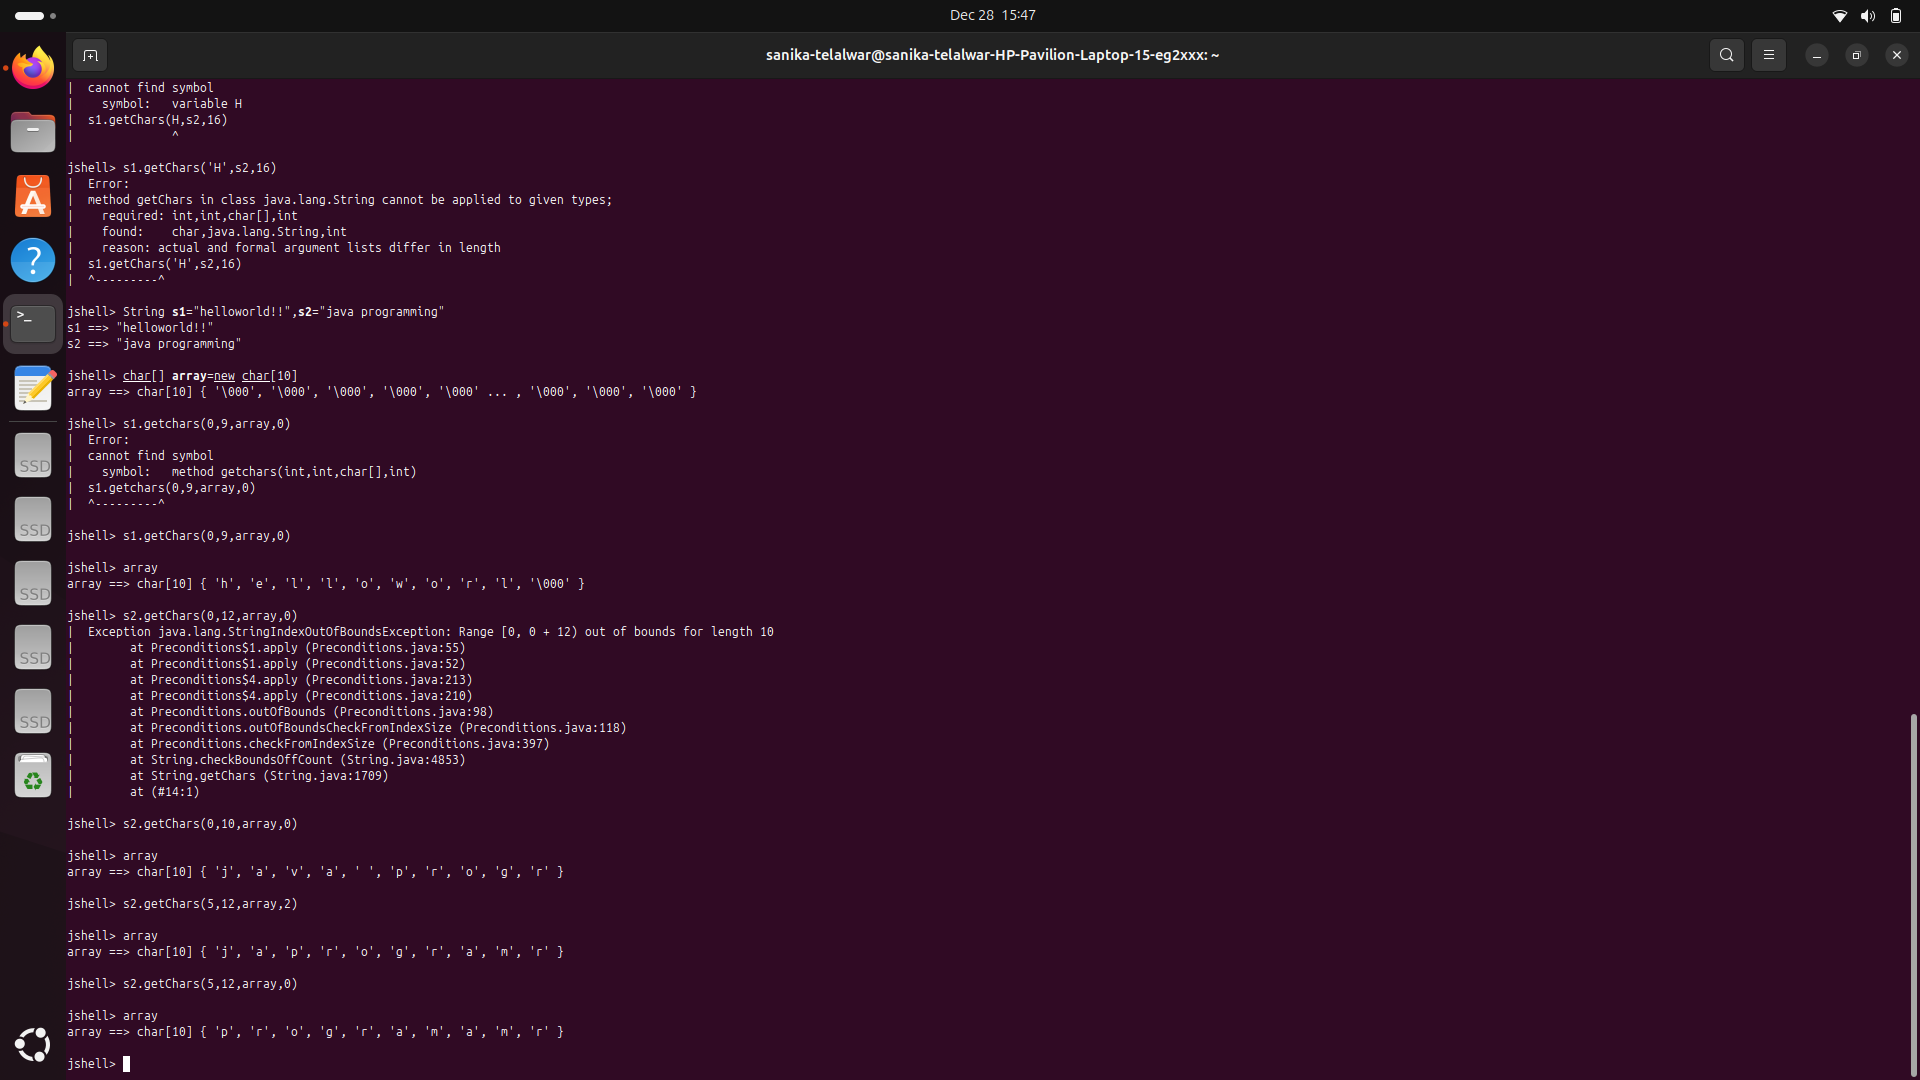 Dec 28 15:47
sanika-telalwar@sanika-telalwar-HP-Pavilion-Laptop-15-eg2xxx: ~
| cannot find symbol
|   symbol:   variable H
| s1.getChars(H,s2,16)
|             ^
jshell> s1.getChars('H',s2,16)
| Error:
| method getChars in class java.lang.String cannot be applied to given types;
|   required: int,int,char[],int
|   found:    char,java.lang.String,int
|   reason: actual and formal argument lists differ in length
| s1.getChars('H',s2,16)
| ^---------^
jshell> String s1="helloworld!!",s2="java programming"
s1 ==> "helloworld!!"
s2 ==> "java programming"
jshell> char[] array=new char[10]
array ==> char[10] { '\000', '\000', '\000', '\000', '\000' ... , '\000', '\000', '\000' }
jshell> s1.getchars(0,9,array,0)
| Error:
| cannot find symbol
|   symbol:   method getchars(int,int,char[],int)
| s1.getchars(0,9,array,0)
| ^---------^
jshell> s1.getChars(0,9,array,0)
jshell> array
array ==> char[10] { 'h', 'e', 'l', 'l', 'o', 'w', 'o', 'r', 'l', '\000' }
jshell> s2.getChars(0,12,array,0)
| Exception java.lang.StringIndexOutOfBoundsException: Range [0, 0 + 12) out of bounds for length 10
|       at Preconditions$1.apply (Preconditions.java:55)
|       at Preconditions$1.apply (Preconditions.java:52)
|       at Preconditions$4.apply (Preconditions.java:213)
|       at Preconditions$4.apply (Preconditions.java:210)
|       at Preconditions.outOfBounds (Preconditions.java:98)
|       at Preconditions.outOfBoundsCheckFromIndexSize (Preconditions.java:118)
|       at Preconditions.checkFromIndexSize (Preconditions.java:397)
|       at String.checkBoundsOffCount (String.java:4853)
|       at String.getChars (String.java:1709)
|       at (#14:1)
jshell> s2.getChars(0,10,array,0)
jshell> array
array ==> char[10] { 'j', 'a', 'v', 'a', ' ', 'p', 'r', 'o', 'g', 'r' }
jshell> s2.getChars(5,12,array,2)
jshell> array
array ==> char[10] { 'j', 'a', 'p', 'r', 'o', 'g', 'r', 'a', 'm', 'r' }
jshell> s2.getChars(5,12,array,0)
jshell> array
array ==> char[10] { 'p', 'r', 'o', 'g', 'r', 'a', 'm', 'a', 'm', 'r' }
jshell>
SSD
SSD
SSD
SSD
SSD